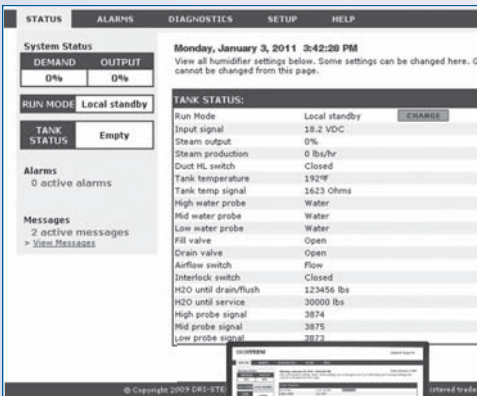 STATUS ALARMS DIAGNOSTICS SETUP HELP
System Status
DEMAND OUTPUT
0% 0%
RUN MODE Local standby
TANK STATUS Empty
Alarms
0 active alarms
Messages
2 active messages
> View Messages
Monday, January 3, 2011 3:42:28 PM
View all humidifier settings below. Some settings can be changed here.
cannot be changed from this page.
TANK STATUS:
Run Mode Local standby CHANGE
Input signal 18.2 VDC
Steam output 0%
Steam production 0 lbs/hr
Duct HL switch Closed
Tank temperature 192°F
Tank temp signal 1623 Ohms
High water probe Water
Mid water probe Water
Low water probe Water
Fill valve Open
Drain valve Open
Airflow switch Flow
Interlock switch Closed
H2O until drain/flush 123456 lbs
H2O until service 30000 lbs
High probe signal 3874
Mid probe signal 3875
Low probe signal 3872
DRISTEEM
© Copyright 2009 DRI-STE